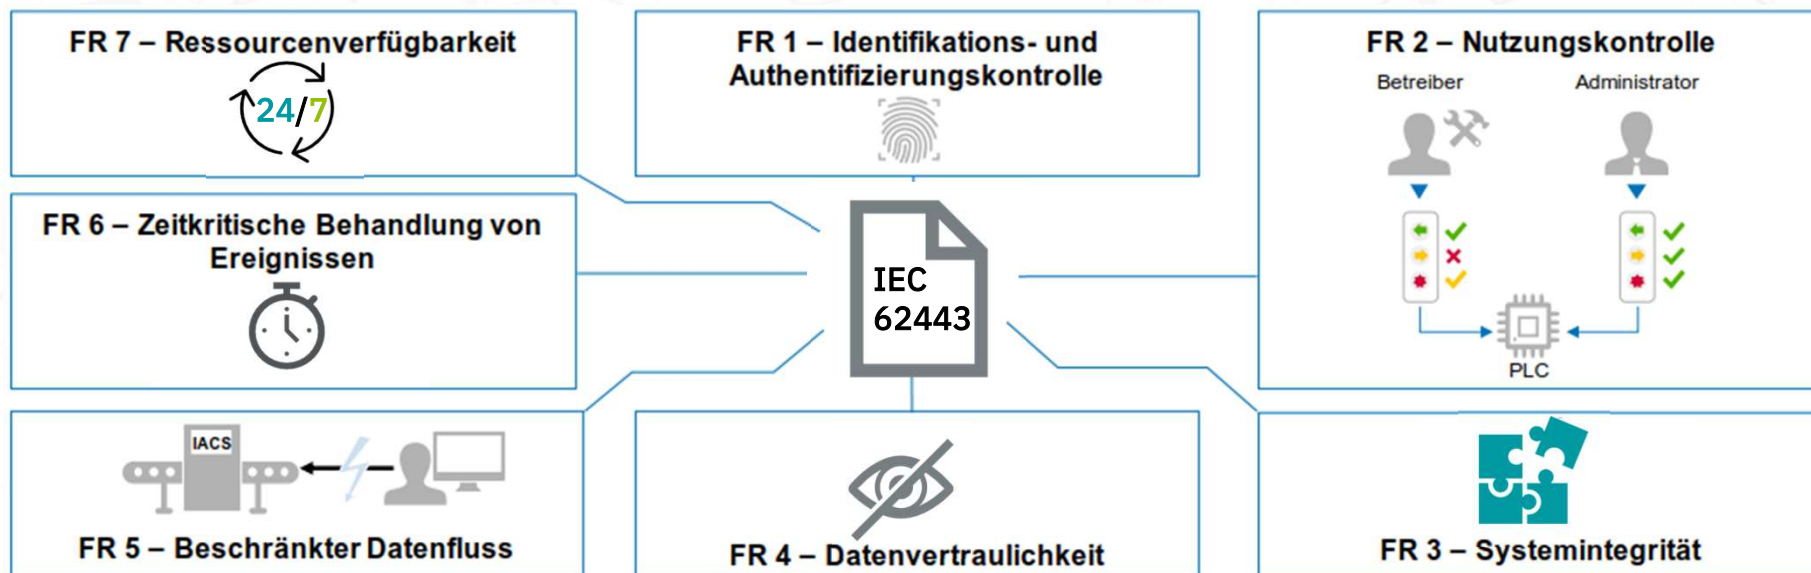 FR 7 – Ressourcenverfügbarkeit
24/7
FR 1 – Identifikations- und
Authentifizierungskontrolle
FR 2 – Nutzungskontrolle
Betreiber
Administrator
PLC
FR 6 – Zeitkritische Behandlung von
Ereignissen
IEC
62443
IACS
FR 5 – Beschränkter Datenfluss
FR 4 – Datenvertraulichkeit
FR 3 – Systemintegrität